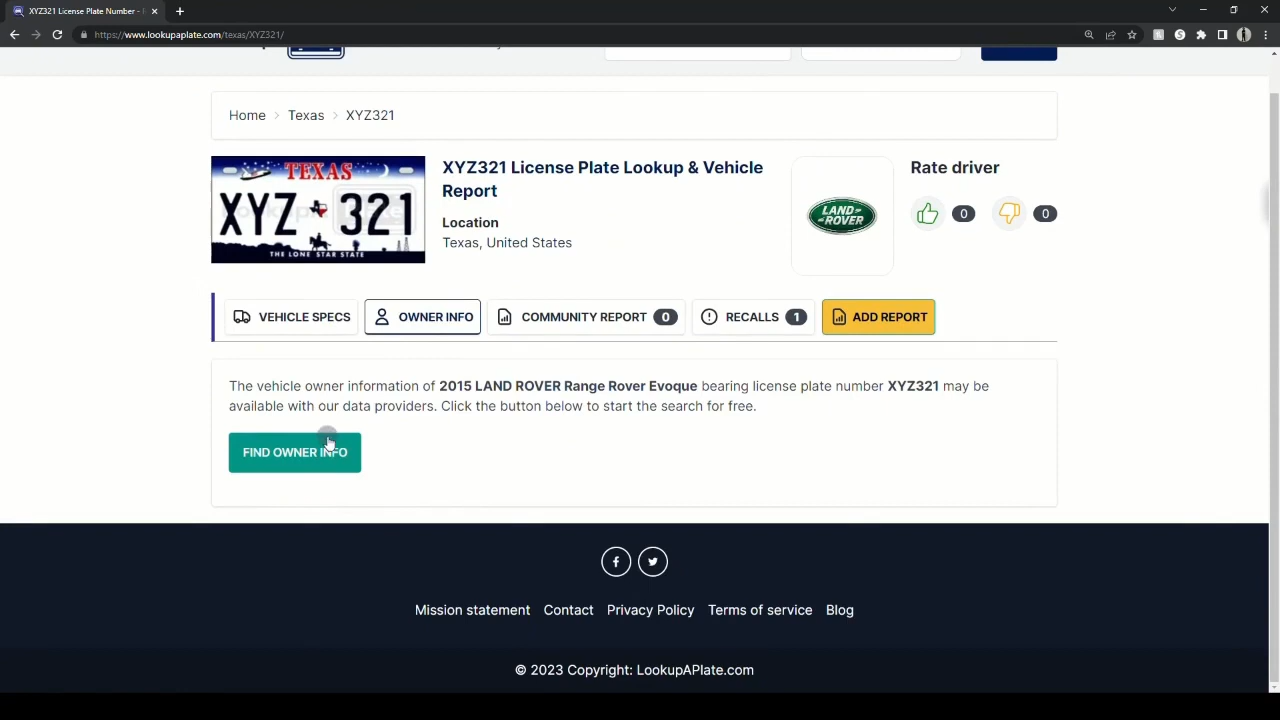 XYZ321 License Plate Number -
https://www.lookupaplate.com/texas/XYZ321/
Home > Texas > XYZ321
TEXAS
XYZ 321
THE LONE STAR STATE
XYZ321 License Plate Lookup & Vehicle
Report
Location
Texas, United States
LAND
ROVER
Rate driver
0
0
VEHICLE SPECS
OWNER INFO
COMMUNITY REPORT 0
RECALLS 1
ADD REPORT
The vehicle owner information of 2015 LAND ROVER Range Rover Evoque bearing license plate number XYZ321 may be
available with our data providers. Click the button below to start the search for free.
FIND OWNER INFO
Mission statement Contact Privacy Policy Terms of service Blog
© 2023 Copyright: LookupAPlate.com